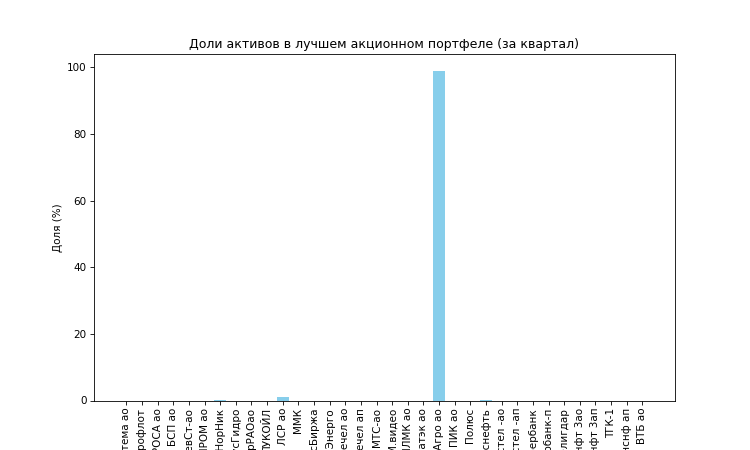 Доли активов в лучшем акционном портфеле (за квартал)
100
80
60
40
20
0
Доля (%)
тема ао
рофлот
РОСА ао
БСП ао
евСт-ао
ПРОМ ао
НорНик
сГидро
рРАОао
ЛУКОЙЛ
ЛСР ао
ММК
сБиржа
Энерго
ечел ао
ечел ап
МТС-ао
М.видео
ЛМК ао
атэк ао
Агро ао
ПИК ао
Полюс
снефть
стел -ао
стел -ап
ербанк
рбанк-п
лигдар
нфт 3ао
нфт 3ап
ТГК-1
нснф ап
ВТБ ао